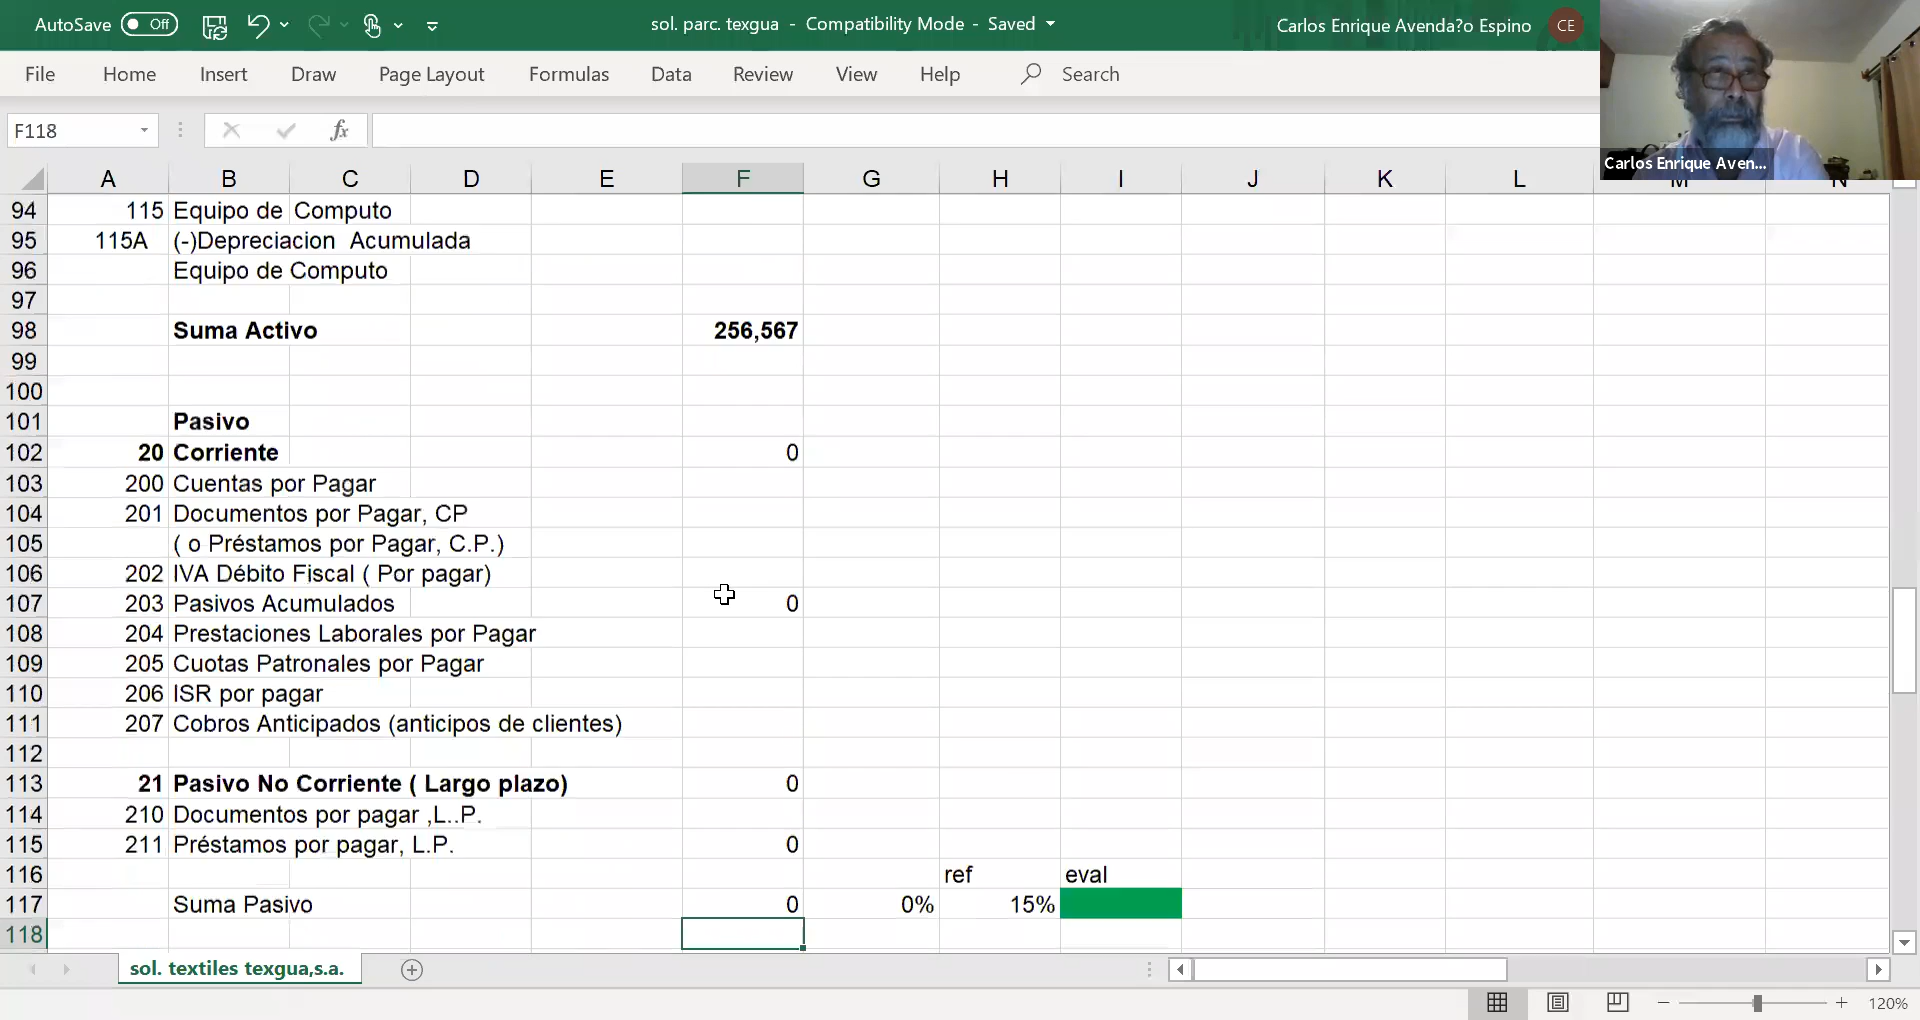 AutoSave Off sol. parc. texgua - Compatibility Mode - Saved Carlos Enrique Avenda?o Espino CE
File Home Insert Draw Page Layout Formulas Data Review View Help Search
Carlos Enrique Aven...
F118 fx
A B C D E F G H I J K L M N
94 115 Equipo de Computo
95 115A (-)Depreciacion Acumulada
96 Equipo de Computo
97
98 Suma Activo 256,567
99
100
101 Pasivo
102 20 Corriente 0
103 200 Cuentas por Pagar
104 201 Documentos por Pagar, CP
105 ( o Préstamos por Pagar, C.P.)
106 202 IVA Débito Fiscal ( Por pagar)
107 203 Pasivos Acumulados 0
108 204 Prestaciones Laborales por Pagar
109 205 Cuotas Patronales por Pagar
110 206 ISR por pagar
111 207 Cobros Anticipados (anticipos de clientes)
112
113 21 Pasivo No Corriente ( Largo plazo) 0
114 210 Documentos por pagar ,L..P.
115 211 Préstamos por pagar, L.P. 0
116 ref eval
117 Suma Pasivo 0 0% 15%
118
sol. textiles texgua,s.a.
120%